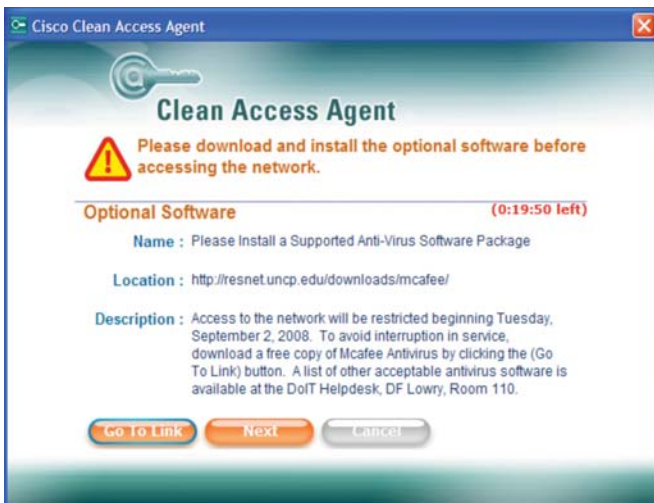 Cisco Clean Access Agent
Clean Access Agent
Please download and install the optional software before
accessing the network.
Optional Software (0:19:50 left)
Name : Please Install a Supported Anti-Virus Software Package
Location : http://resnet.uncp.edu/downloads/mcafee/
Description : Access to the network will be restricted beginning Tuesday,
September 2, 2008. To avoid interruption in service,
download a free copy of Mcafee Antivirus by clicking the (Go
To Link) button. A list of other acceptable antivirus software is
available at the DoIT Helpdesk, DF Lowry, Room 110.
Go To Link Next Cancel